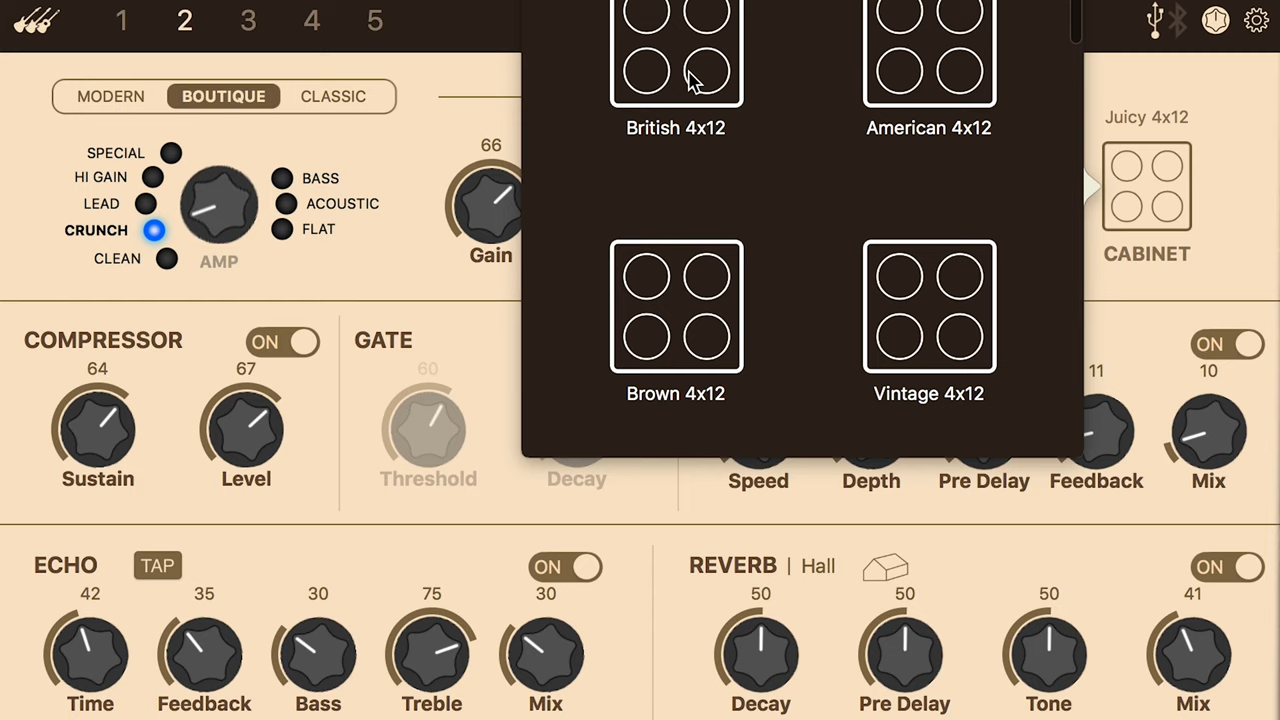 1 2 3 4 5
MODERN BOUTIQUE CLASSIC
SPECIAL
HI GAIN
LEAD
CRUNCH
CLEAN
AMP
BASS
ACOUSTIC
FLAT
66
Gain
British 4x12
American 4x12
Brown 4x12
Vintage 4x12
Juicy 4x12
CABINET
COMPRESSOR ON
64 67
Sustain Level
GATE
60
Threshold Decay
ON
11 10
Speed Depth Pre Delay Feedback Mix
ECHO TAP ON
42 35 30 75 30
Time Feedback Bass Treble Mix
REVERB | Hall ON
50 50 50 41
Decay Pre Delay Tone Mix